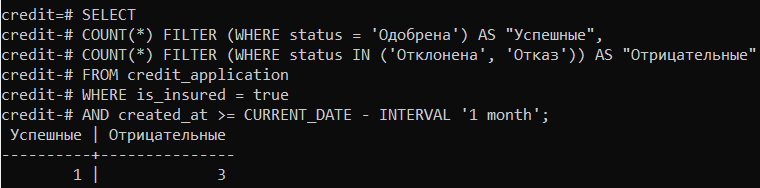 credit=# SELECT
credit-# COUNT(*) FILTER (WHERE status = 'Одобрена') AS "Успешные",
credit-# COUNT(*) FILTER (WHERE status IN ('Отклонена', 'Отказ')) AS "Отрицательные"
credit-# FROM credit_application
credit-# WHERE is_insured = true
credit-# AND created_at >= CURRENT_DATE - INTERVAL '1 month';
 Успешные | Отрицательные
----------+---------------
        1 |             3